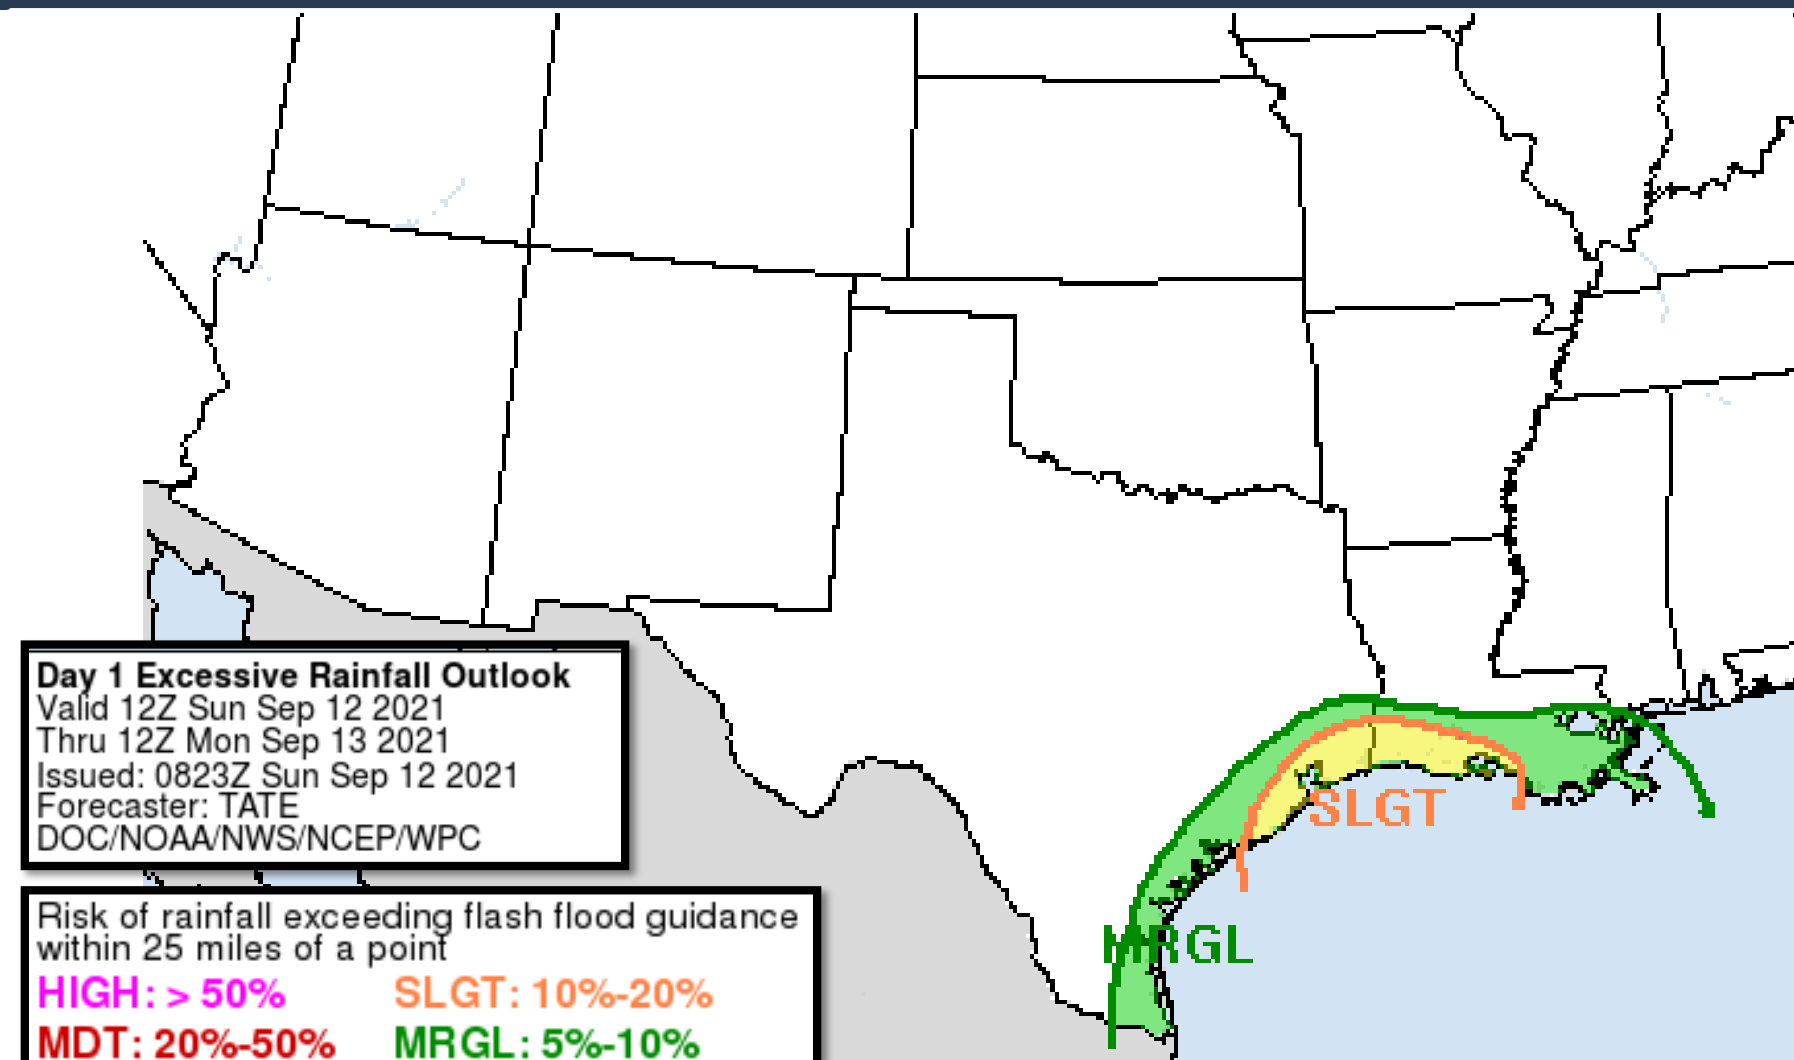 Day 1 Excessive Rainfall Outlook
Valid 12Z Sun Sep 12 2021
Thru 12Z Mon Sep 13 2021
Issued: 0823Z Sun Sep 12 2021
Forecaster: TATE
DOC/NOAA/NWS/NCEP/WPC
SLGT
MRGL
Risk of rainfall exceeding flash flood guidance
within 25 miles of a point
HIGH: > 50% SLGT: 10%-20%
MDT: 20%-50% MRGL: 5%-10%